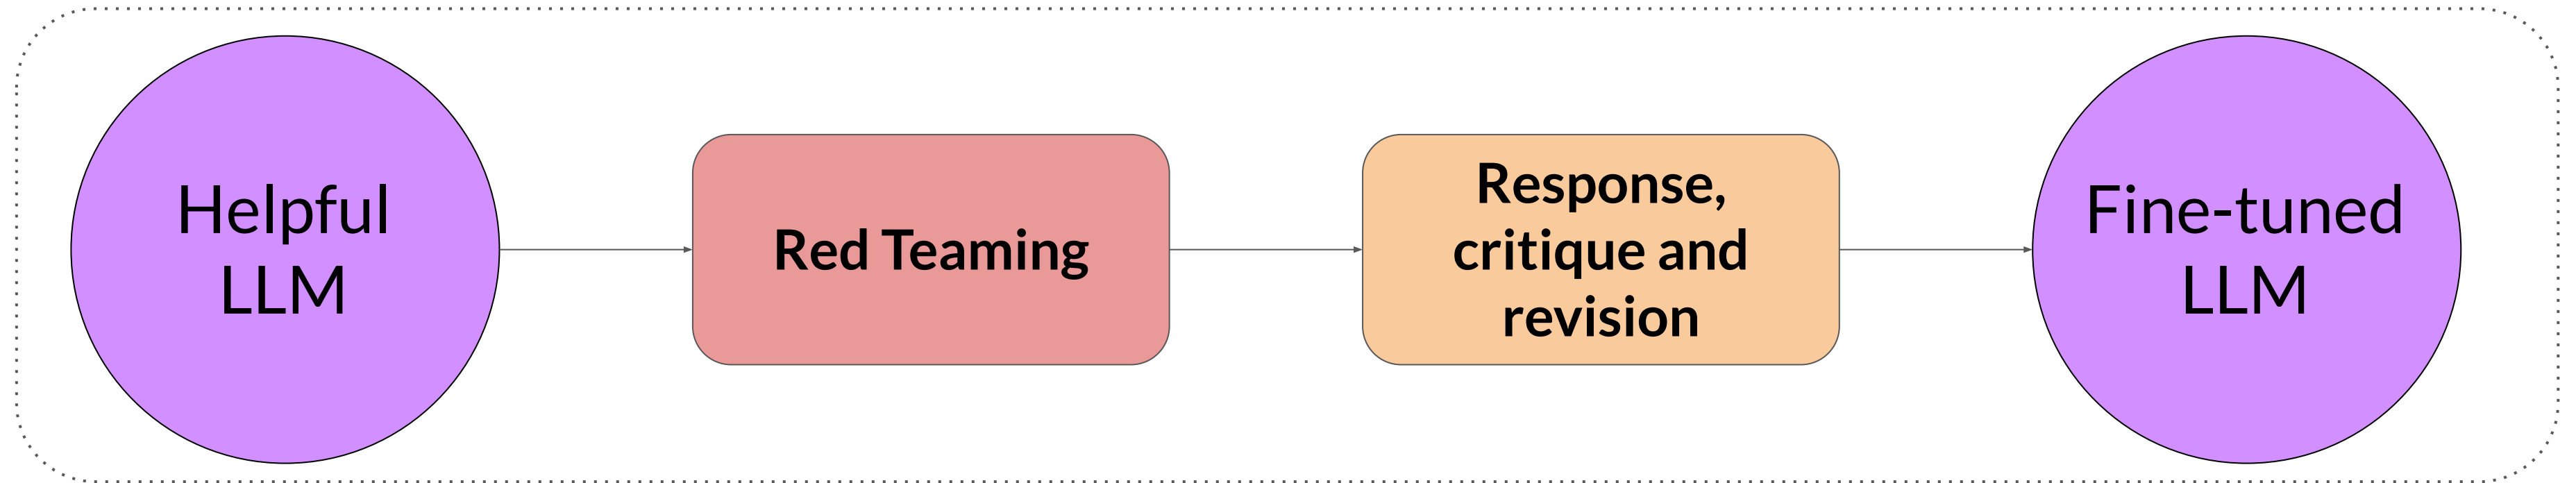 Helpful
LLM
Red Teaming
Response,
critique and
revision
Fine-tuned
LLM